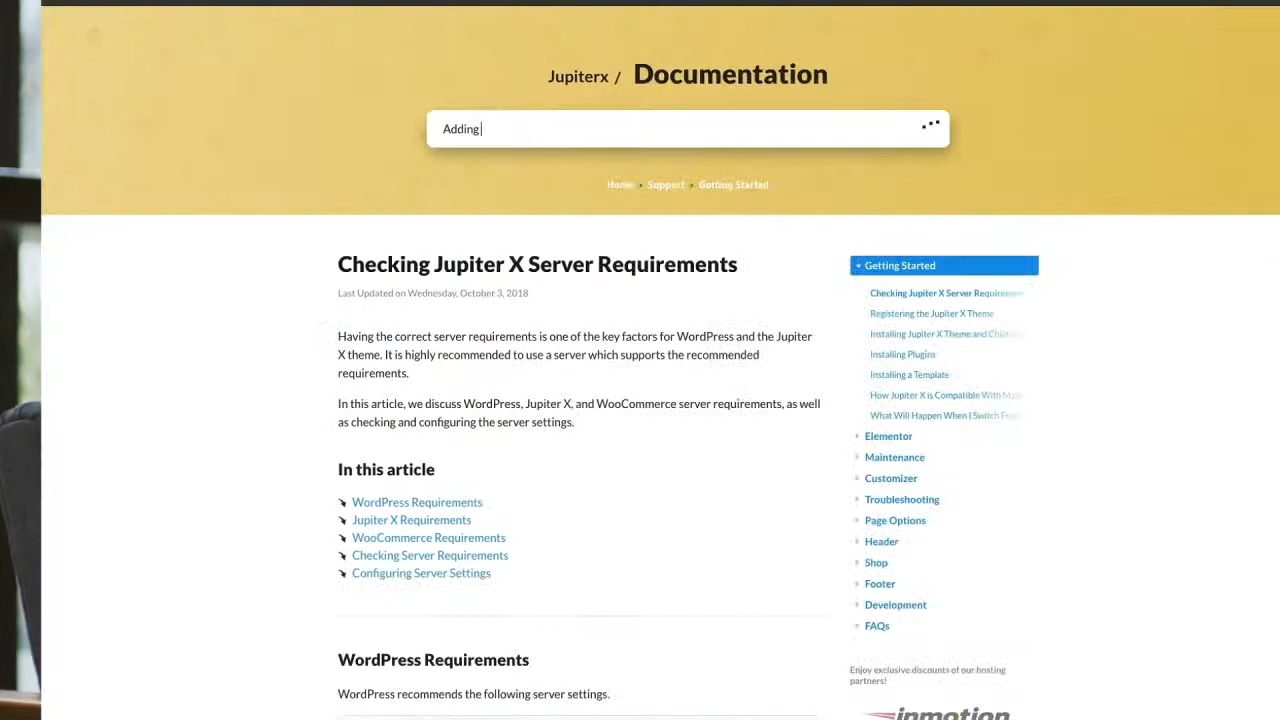 Jupiterx / Documentation
Adding
Home › Support › Getting Started
Checking Jupiter X Server Requirements
Last Updated on Wednesday, October 3, 2018
Having the correct server requirements is one of the key factors for WordPress and the Jupiter
X theme. It is highly recommended to use a server which supports the recommended
requirements.
In this article, we discuss WordPress, Jupiter X, and WooCommerce server requirements, as well
as checking and configuring the server settings.
In this article
WordPress Requirements
Jupiter X Requirements
WooCommerce Requirements
Checking Server Requirements
Configuring Server Settings
WordPress Requirements
WordPress recommends the following server settings.
Getting Started
Checking Jupiter X Server Requirements
Registering the Jupiter X Theme
Installing Jupiter X Theme and Child
Installing Plugins
Installing a Template
How Jupiter X is Compatible With
What Will Happen When I Switch
Elementor
Maintenance
Customizer
Troubleshooting
Page Options
Header
Shop
Footer
Development
FAQs
Enjoy exclusive discounts of our hosting
partners!
inmotion